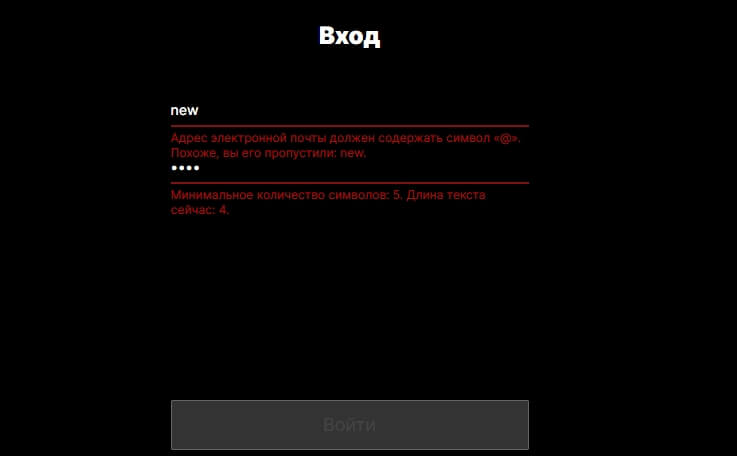 Вход
new
Адрес электронной почты должен содержать символ «@».
Похоже, вы его пропустили: new.
••••
Минимальное количество символов: 5. Длина текста
сейчас: 4.
Войти